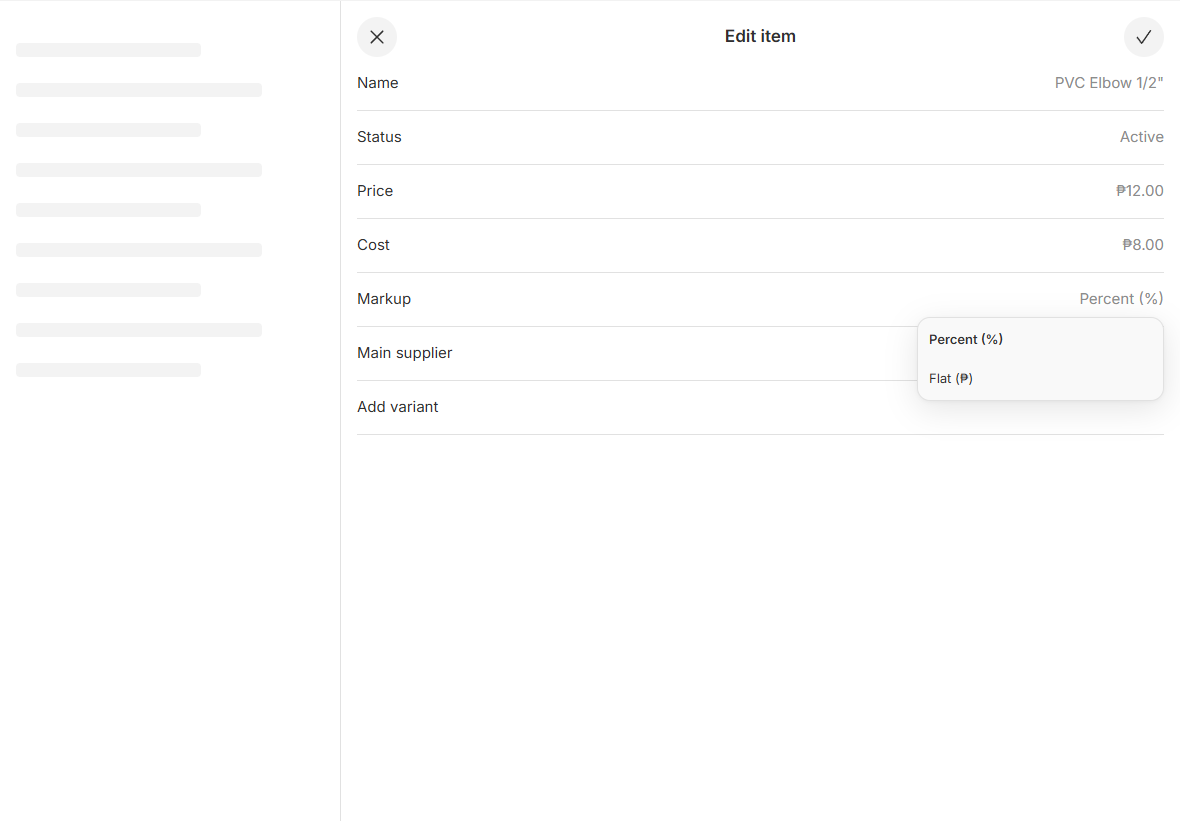 Edit item
Name PVC Elbow 1/2"
Status Active
Price ₱12.00
Cost ₱8.00
Markup Percent (%)
Percent (%)
Main supplier
Flat (₱)
Add variant